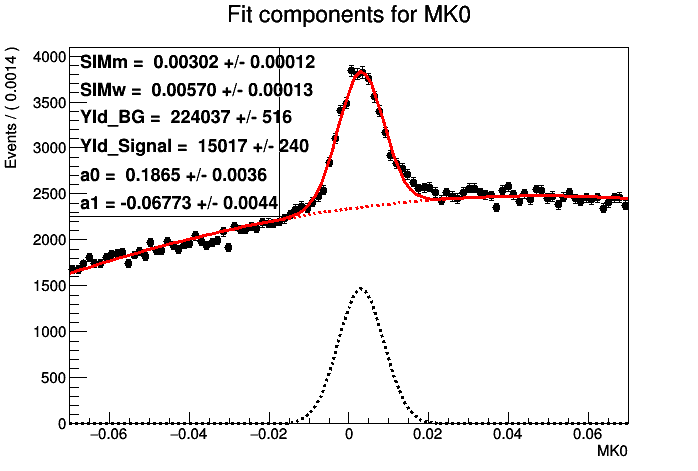 Fit components for MK0
Events / ( 0.0014 )
4000
3500
3000
2500
2000
1500
1000
500
0
SIMm = 0.00302 +/- 0.00012
SIMw = 0.00570 +/- 0.00013
Yld_BG = 224037 +/- 516
Yld_Signal = 15017 +/- 240
a0 = 0.1865 +/- 0.0036
a1 = -0.06773 +/- 0.0044
−0.06 −0.04 −0.02 0 0.02 0.04 0.06
MK0